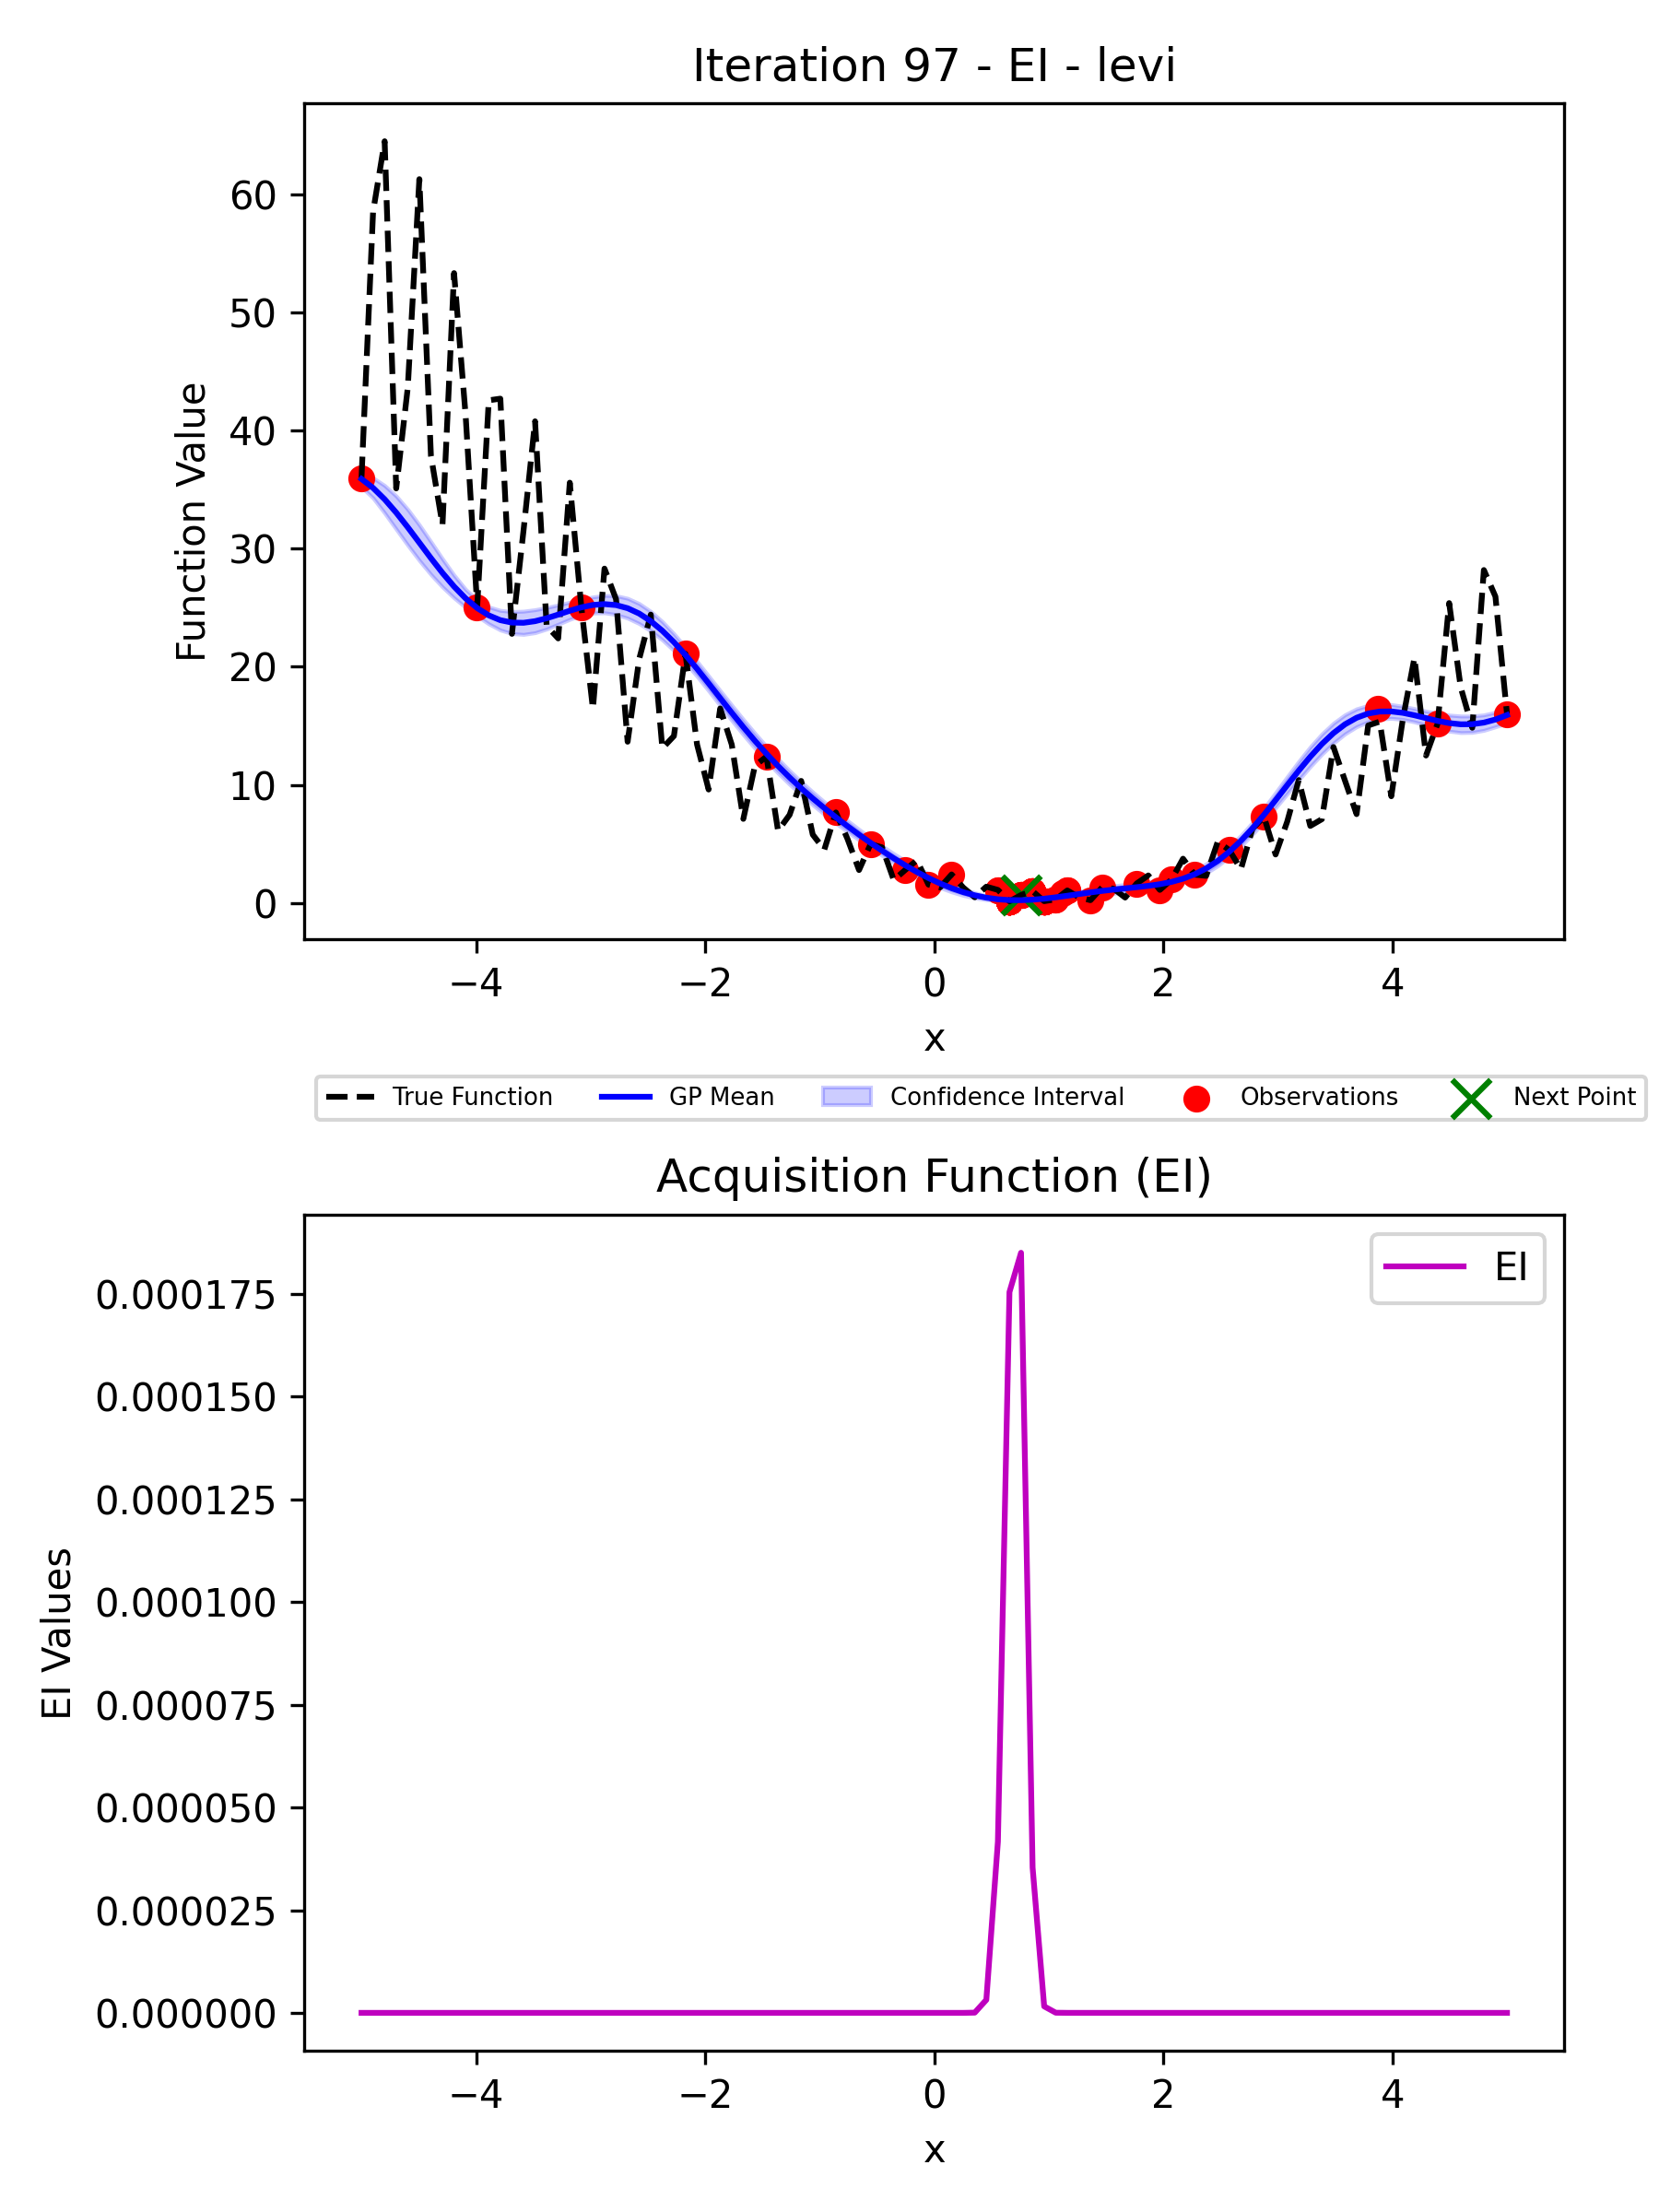 Iteration 97 - EI - levi
60
50
40
30
20
10
0
Function Value
−4 −2 0 2 4
x
True Function GP Mean Confidence Interval Observations Next Point
Acquisition Function (EI)
EI
0.000175
0.000150
0.000125
0.000100
0.000075
0.000050
0.000025
0.000000
EI Values
−4 −2 0 2 4
x